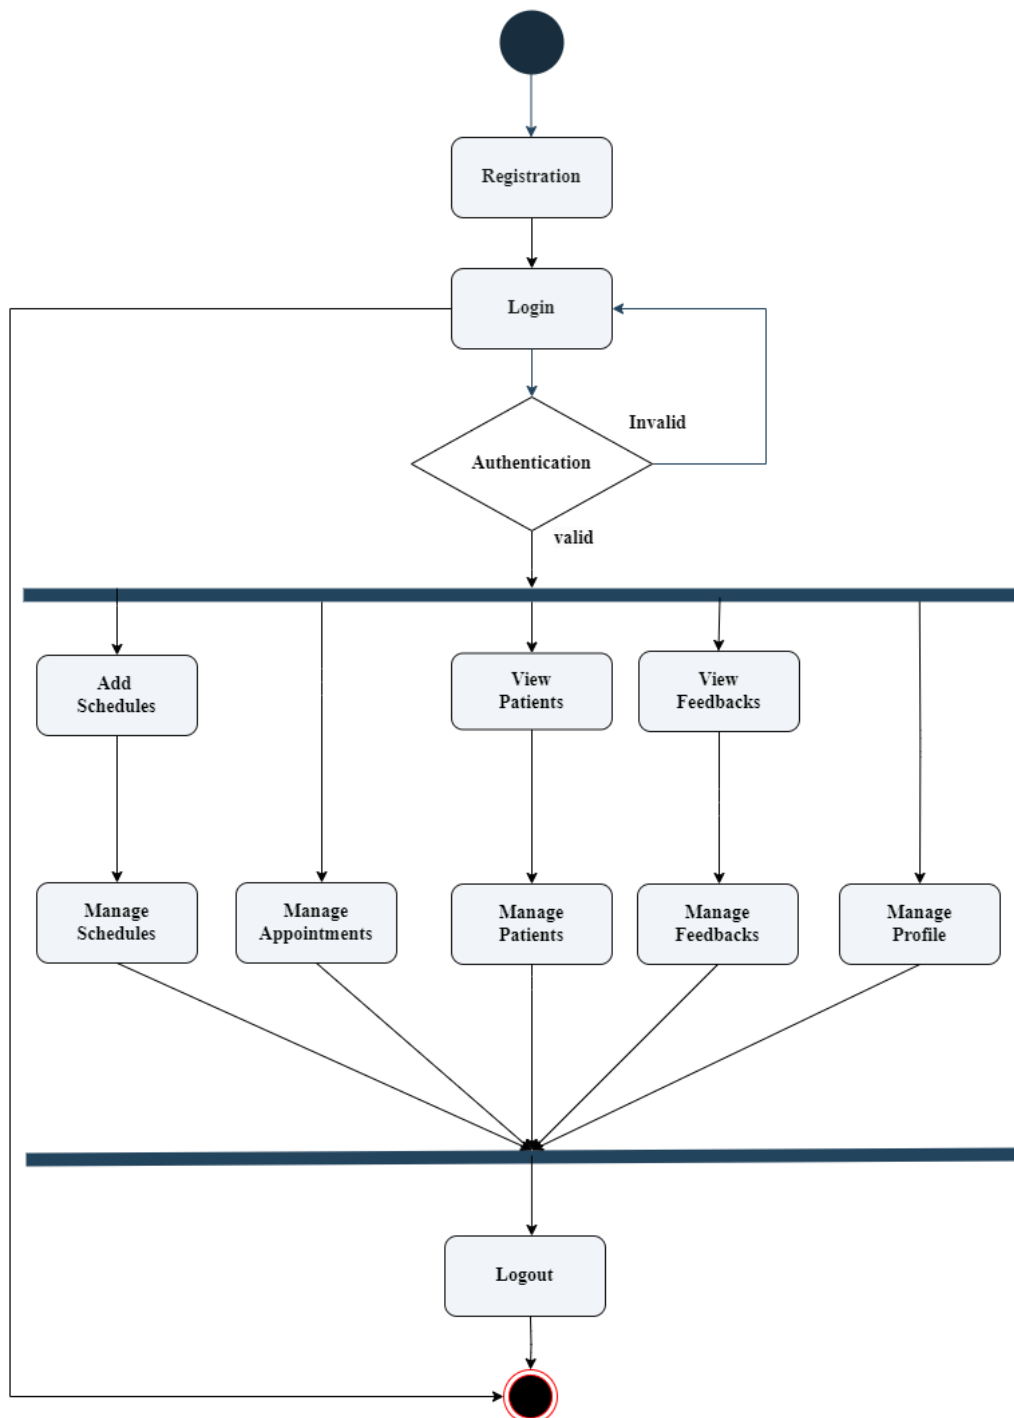 Registration
Login
Invalid
Authentication
valid
Add
Schedules
View
Patients
View
Feedbacks
Manage
Schedules
Manage
Appointments
Manage
Patients
Manage
Feedbacks
Manage
Profile
Logout